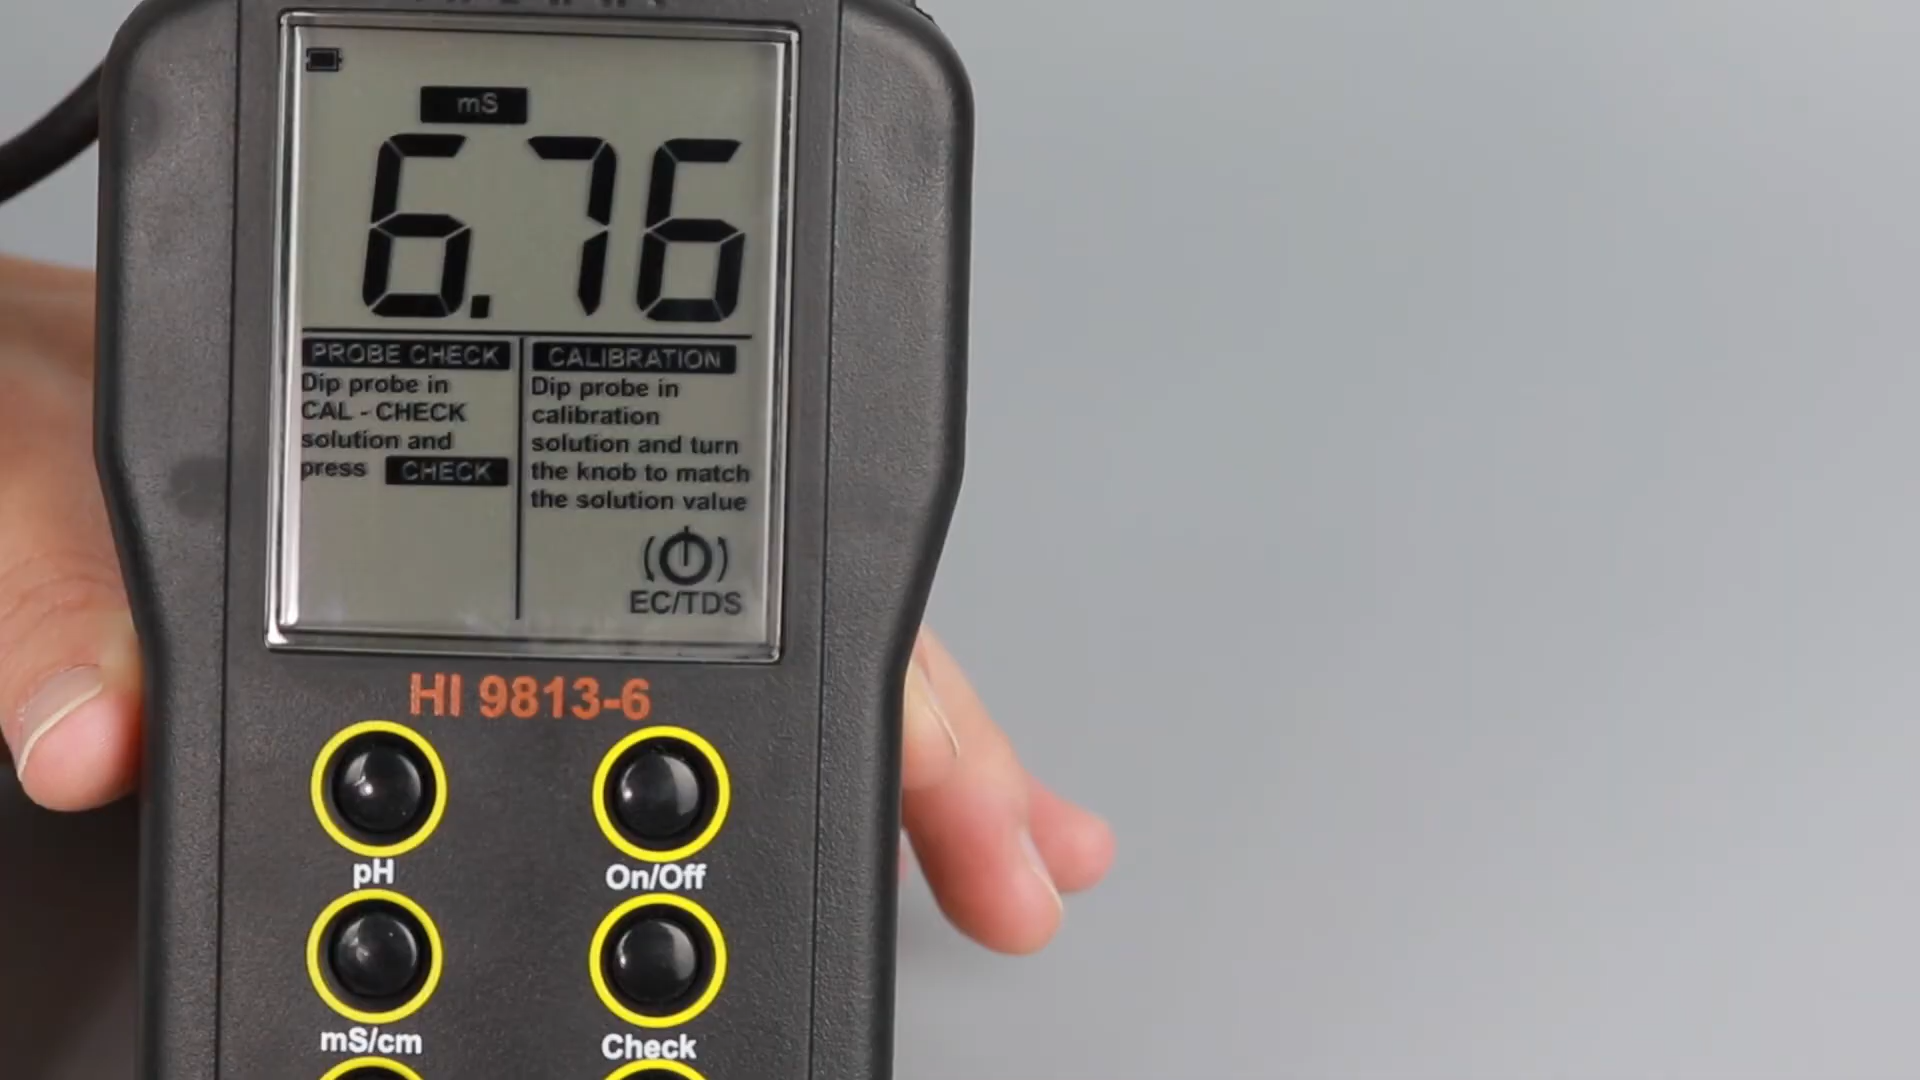 mS
6.76
PROBE CHECK
Dip probe in
CAL - CHECK
solution and
press CHECK
CALIBRATION
Dip probe in
calibration
solution and turn
the knob to match
the solution value
EC/TDS
HI 9813-6
pH
On/Off
mS/cm
Check